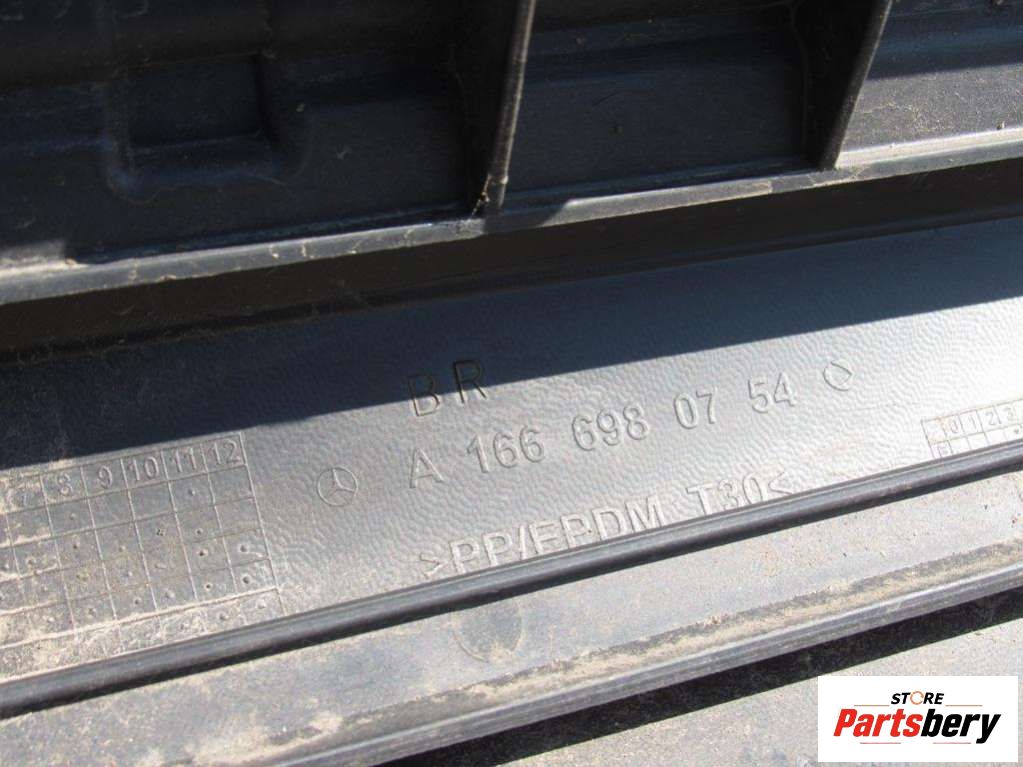 BR
A 166 698 07 54
>PP/EPDM T30<
7 8 9 10 11 12
10 1 2 3
STORE
Partsbery